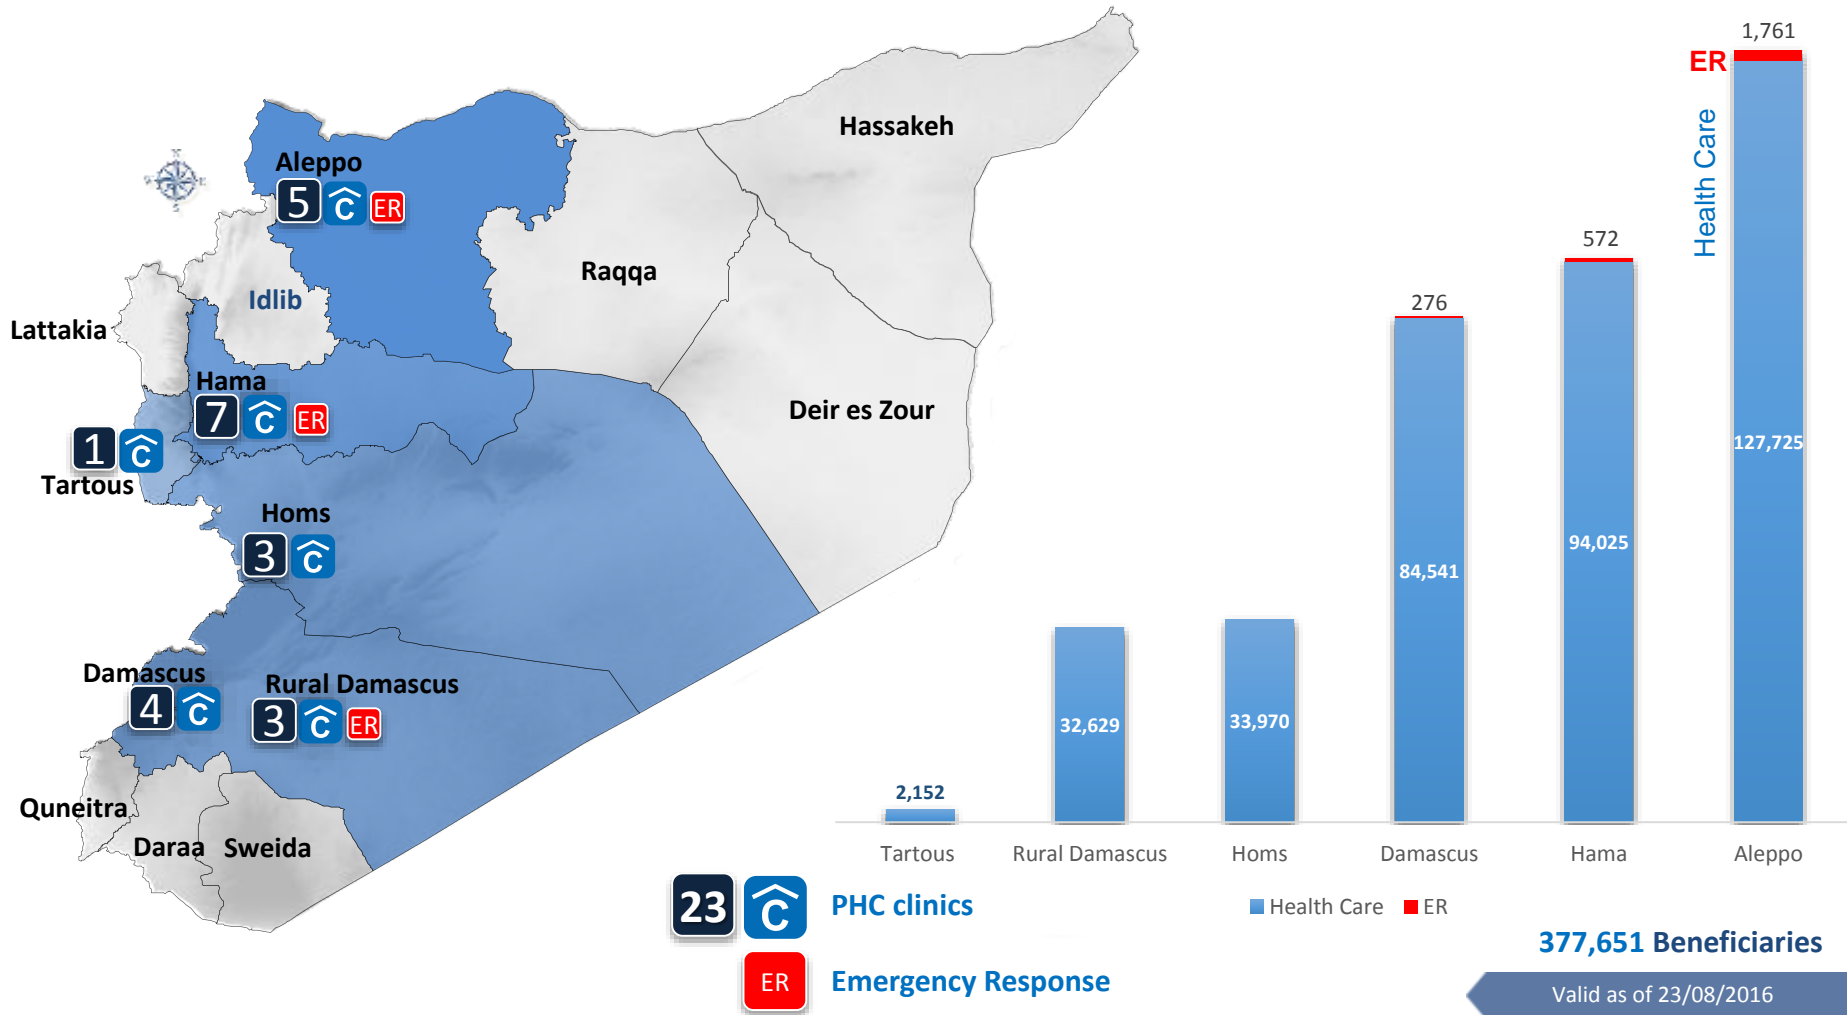 Aleppo
5 C ER
Hassakeh
Raqqa
Idlib
Lattakia
Hama
7 C ER
Deir es Zour
1 C
Tartous
Homs
3 C
Damascus
4 C
Rural Damascus
3 C ER
Quneitra
Daraa
Sweida
23 C PHC clinics
ER Emergency Response
1,761
ER
Health Care
572
276
127,725
94,025
84,541
33,970
32,629
2,152
Tartous
Rural Damascus
Homs
Damascus
Hama
Aleppo
Health Care
ER
377,651 Beneficiaries
Valid as of 23/08/2016